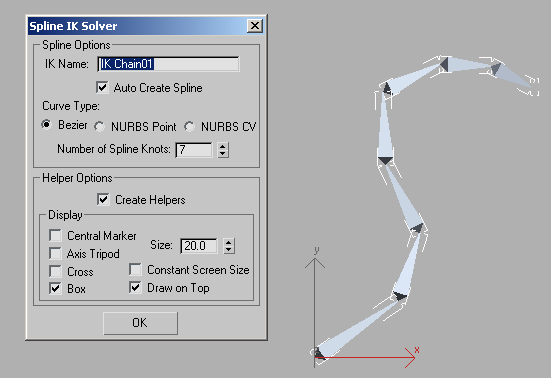 Spline IK Solver
Spline Options
IK Name: IK Chain01
Auto Create Spline
Curve Type:
Bezier NURBS Point NURBS CV
Number of Spline Knots: 7
Helper Options
Create Helpers
Display
Central Marker
Size: 20.0
Axis Tripod
Cross
Constant Screen Size
Box
Draw on Top
OK
y
x